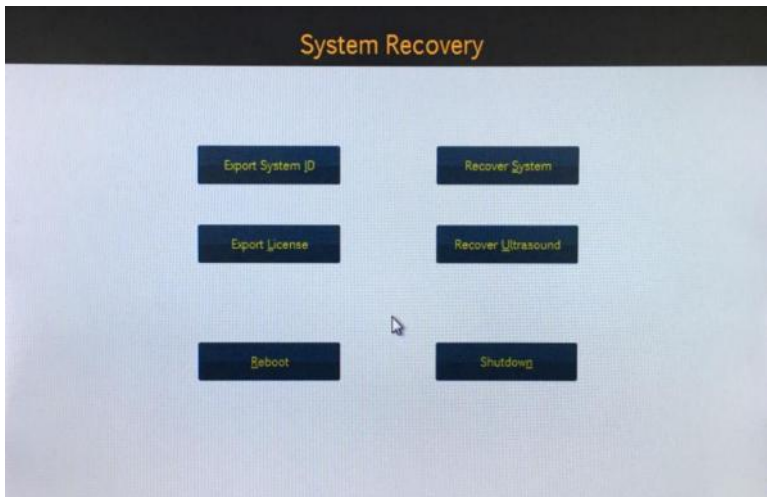 System Recovery
Export System ID
Recover System
Export License
Recover Ultrasound
Reboot
Shutdown